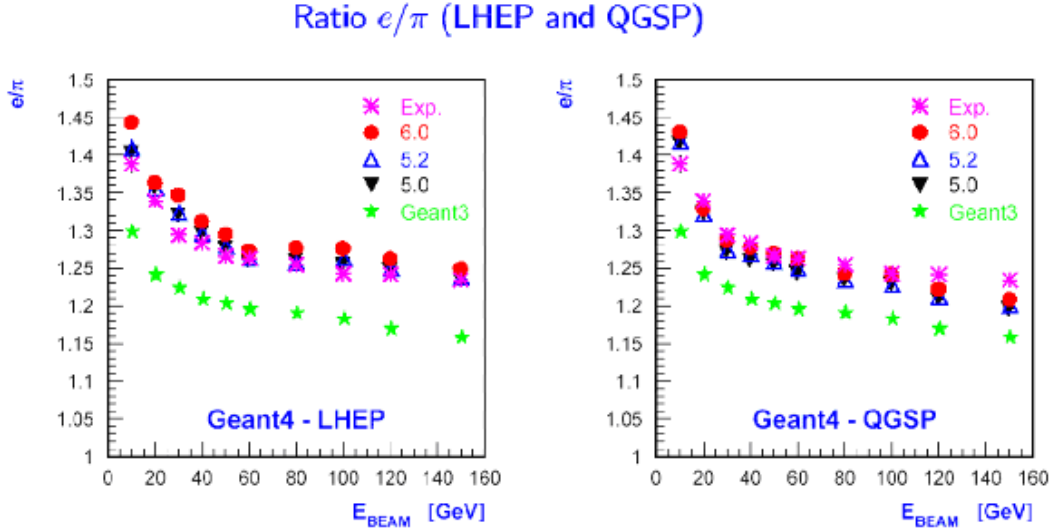 Ratio e/π (LHEP and QGSP)
e/π
1.5
1.45
1.4
1.35
1.3
1.25
1.2
1.15
1.1
1.05
1
Exp.
6.0
5.2
5.0
Geant3
Geant4 - LHEP
0 20 40 60 80 100 120 140 160
E_BEAM [GeV]
e/π
1.5
1.45
1.4
1.35
1.3
1.25
1.2
1.15
1.1
1.05
1
Exp.
6.0
5.2
5.0
Geant3
Geant4 - QGSP
0 20 40 60 80 100 120 140 160
E_BEAM [GeV]